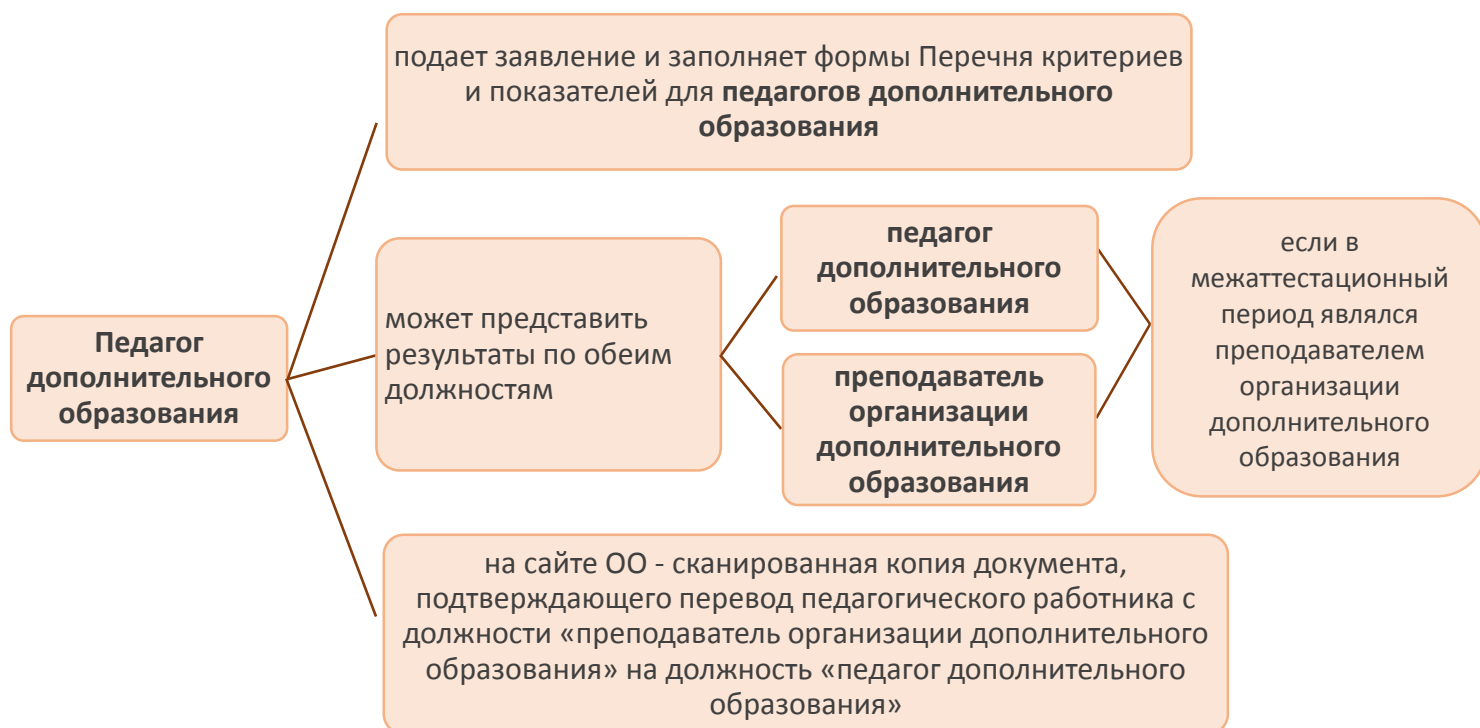 подает заявление и заполняет формы Перечня критериев
и показателей для педагогов дополнительного
образования
Педагог
дополнительного
образования
может представить
результаты по обеим
должностям
педагог
дополнительного
образования
преподаватель
организации
дополнительного
образования
если в
межаттестационный
период являлся
преподавателем
организации
дополнительного
образования
на сайте ОО - сканированная копия документа,
подтверждающего перевод педагогического работника с
должности «преподаватель организации дополнительного
образования» на должность «педагог дополнительного
образования»